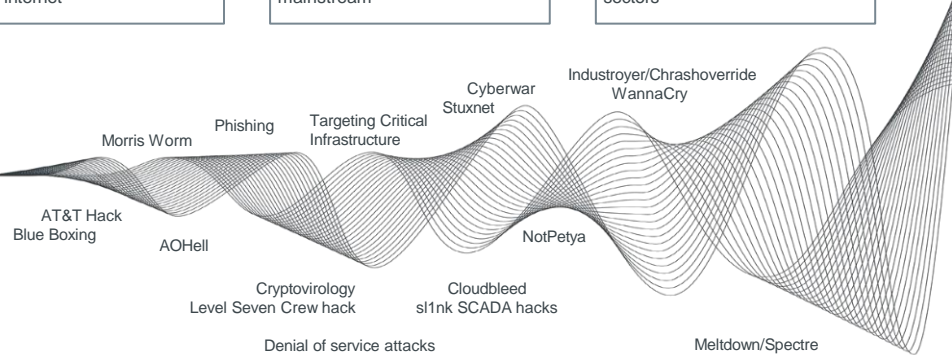 internet
mainstream
sectors
Industroyer/Chrashoverride
WannaCry
Cyberwar
Stuxnet
Targeting Critical
Infrastructure
Phishing
Morris Worm
AT&T Hack
Blue Boxing
AOHell
NotPetya
Cryptovirology
Level Seven Crew hack
Cloudbleed
sl1nk SCADA hacks
Denial of service attacks
Meltdown/Spectre